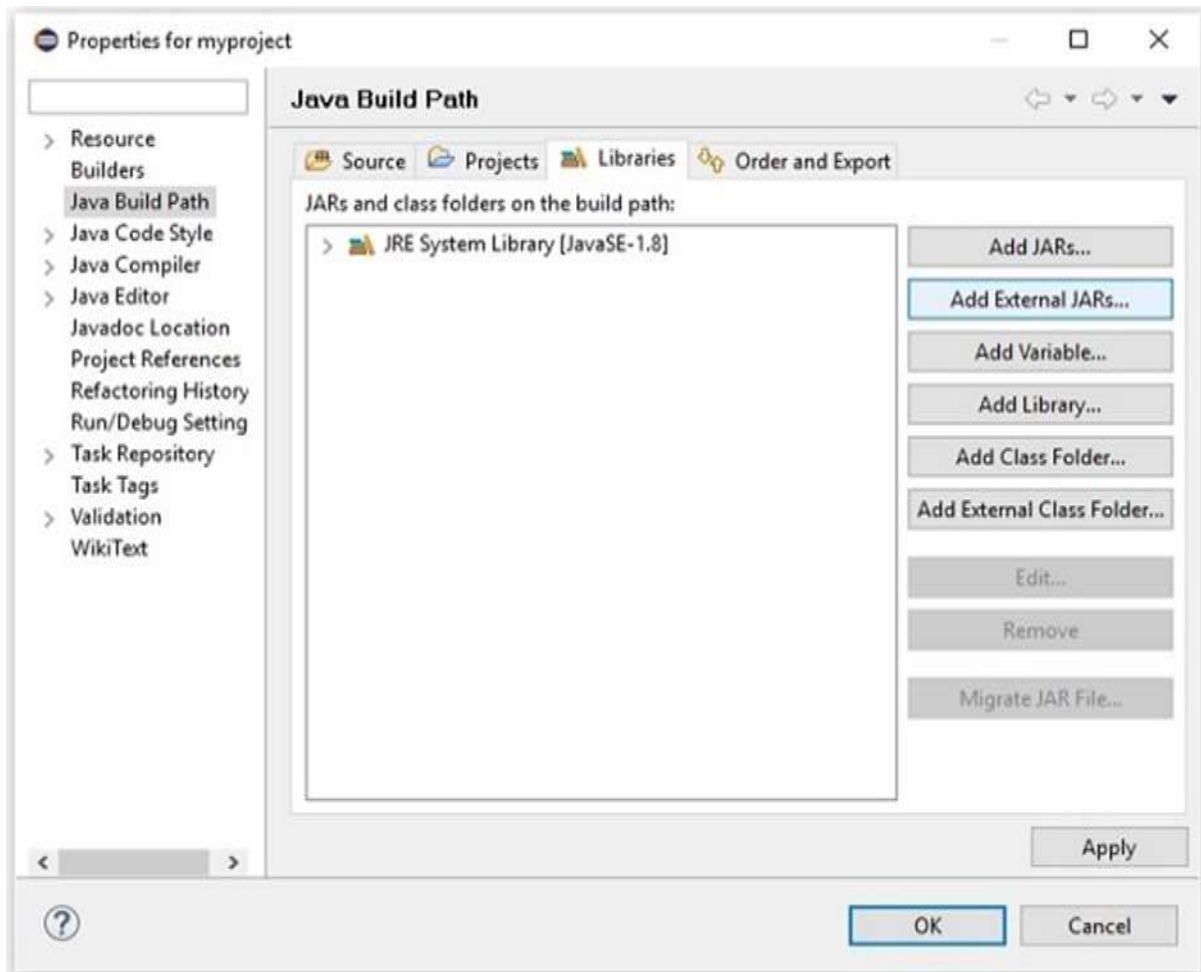 Properties for myproject
Java Build Path
Resource
Builders
Java Build Path
Java Code Style
Java Compiler
Java Editor
Javadoc Location
Project References
Refactoring History
Run/Debug Setting
Task Repository
Task Tags
Validation
WikiText
Source Projects Libraries Order and Export
JARs and class folders on the build path:
JRE System Library [JavaSE-1.8]
Add JARs...
Add External JARs...
Add Variable...
Add Library...
Add Class Folder...
Add External Class Folder...
Edit...
Remove
Migrate JAR File...
Apply
OK Cancel